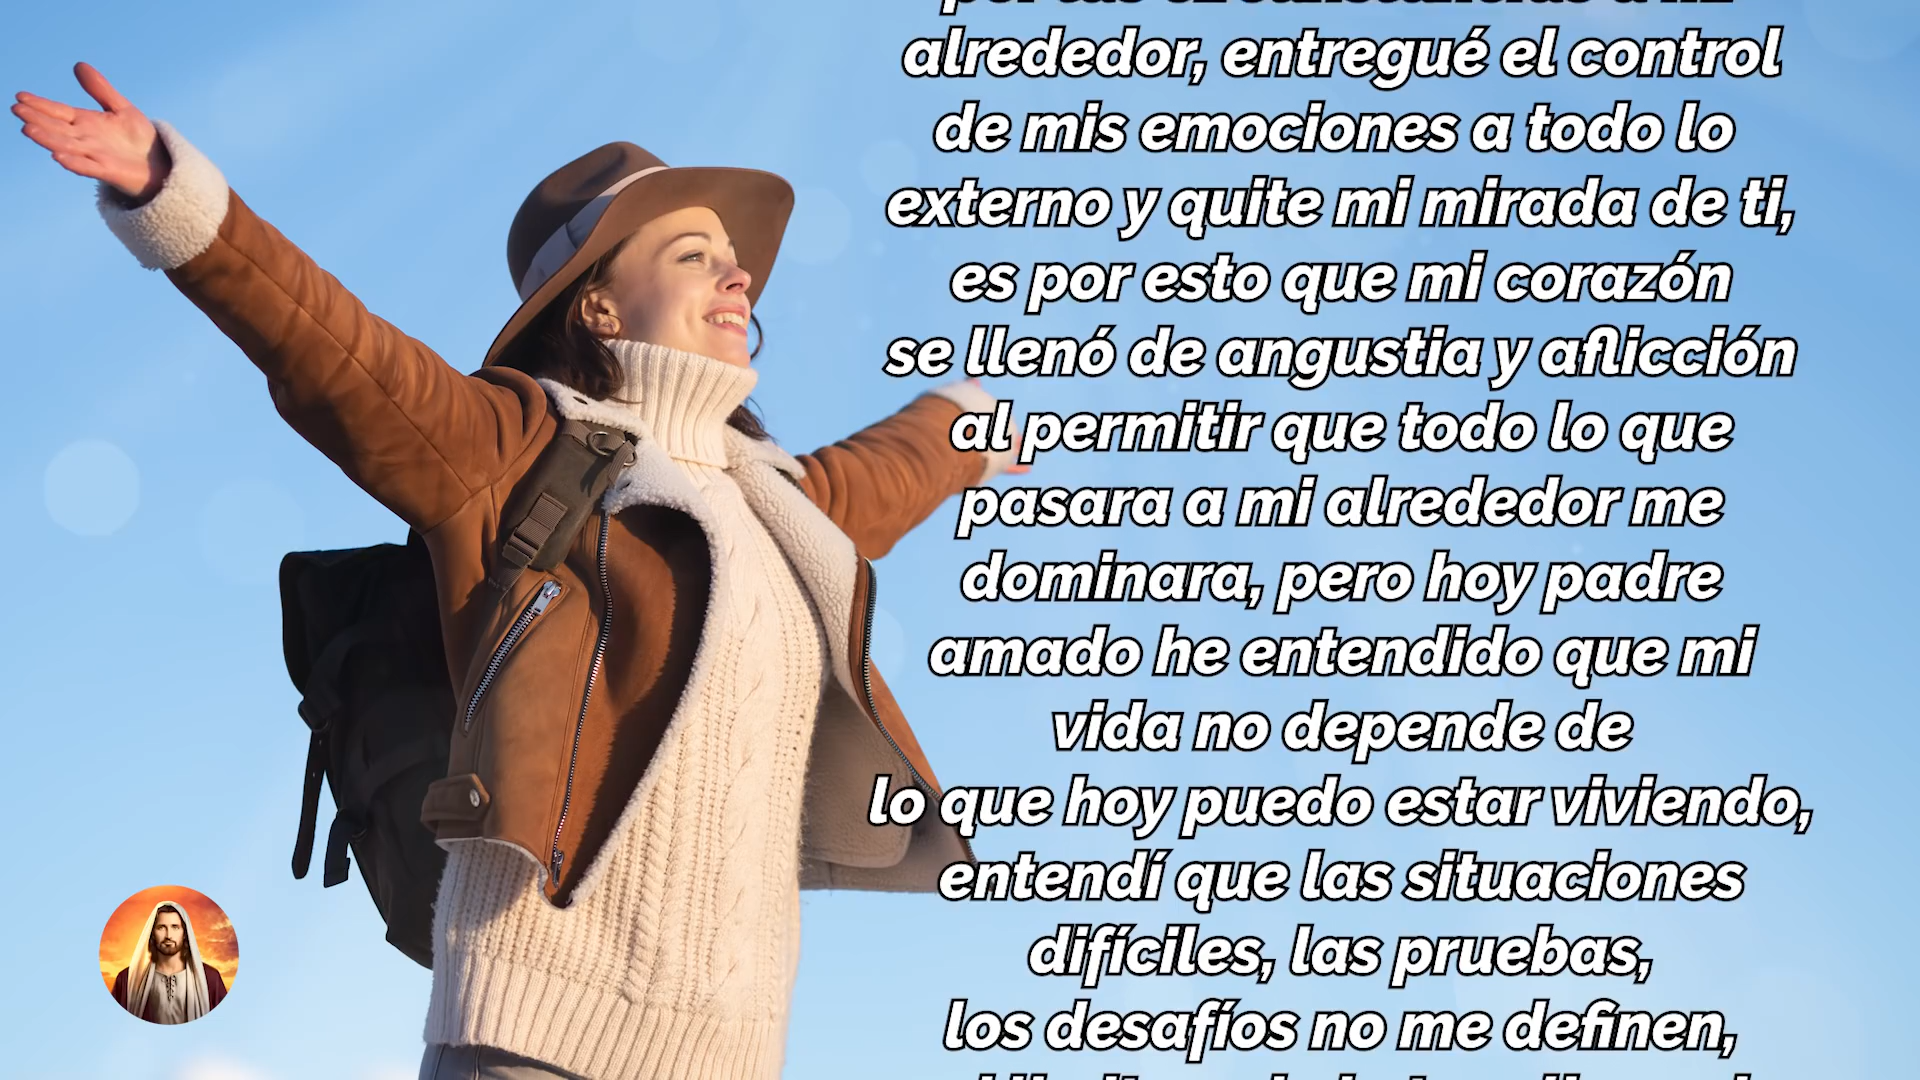 alrededor, entregué el control
de mis emociones a todo lo
externo y quite mi mirada de ti,
es por esto que mi corazón
se llenó de angustia y aflicción
al permitir que todo lo que
pasara a mi alrededor me
dominara, pero hoy padre
amado he entendido que mi
vida no depende de
lo que hoy puedo estar viviendo,
entendí que las situaciones
difíciles, las pruebas,
los desafíos no me definen,